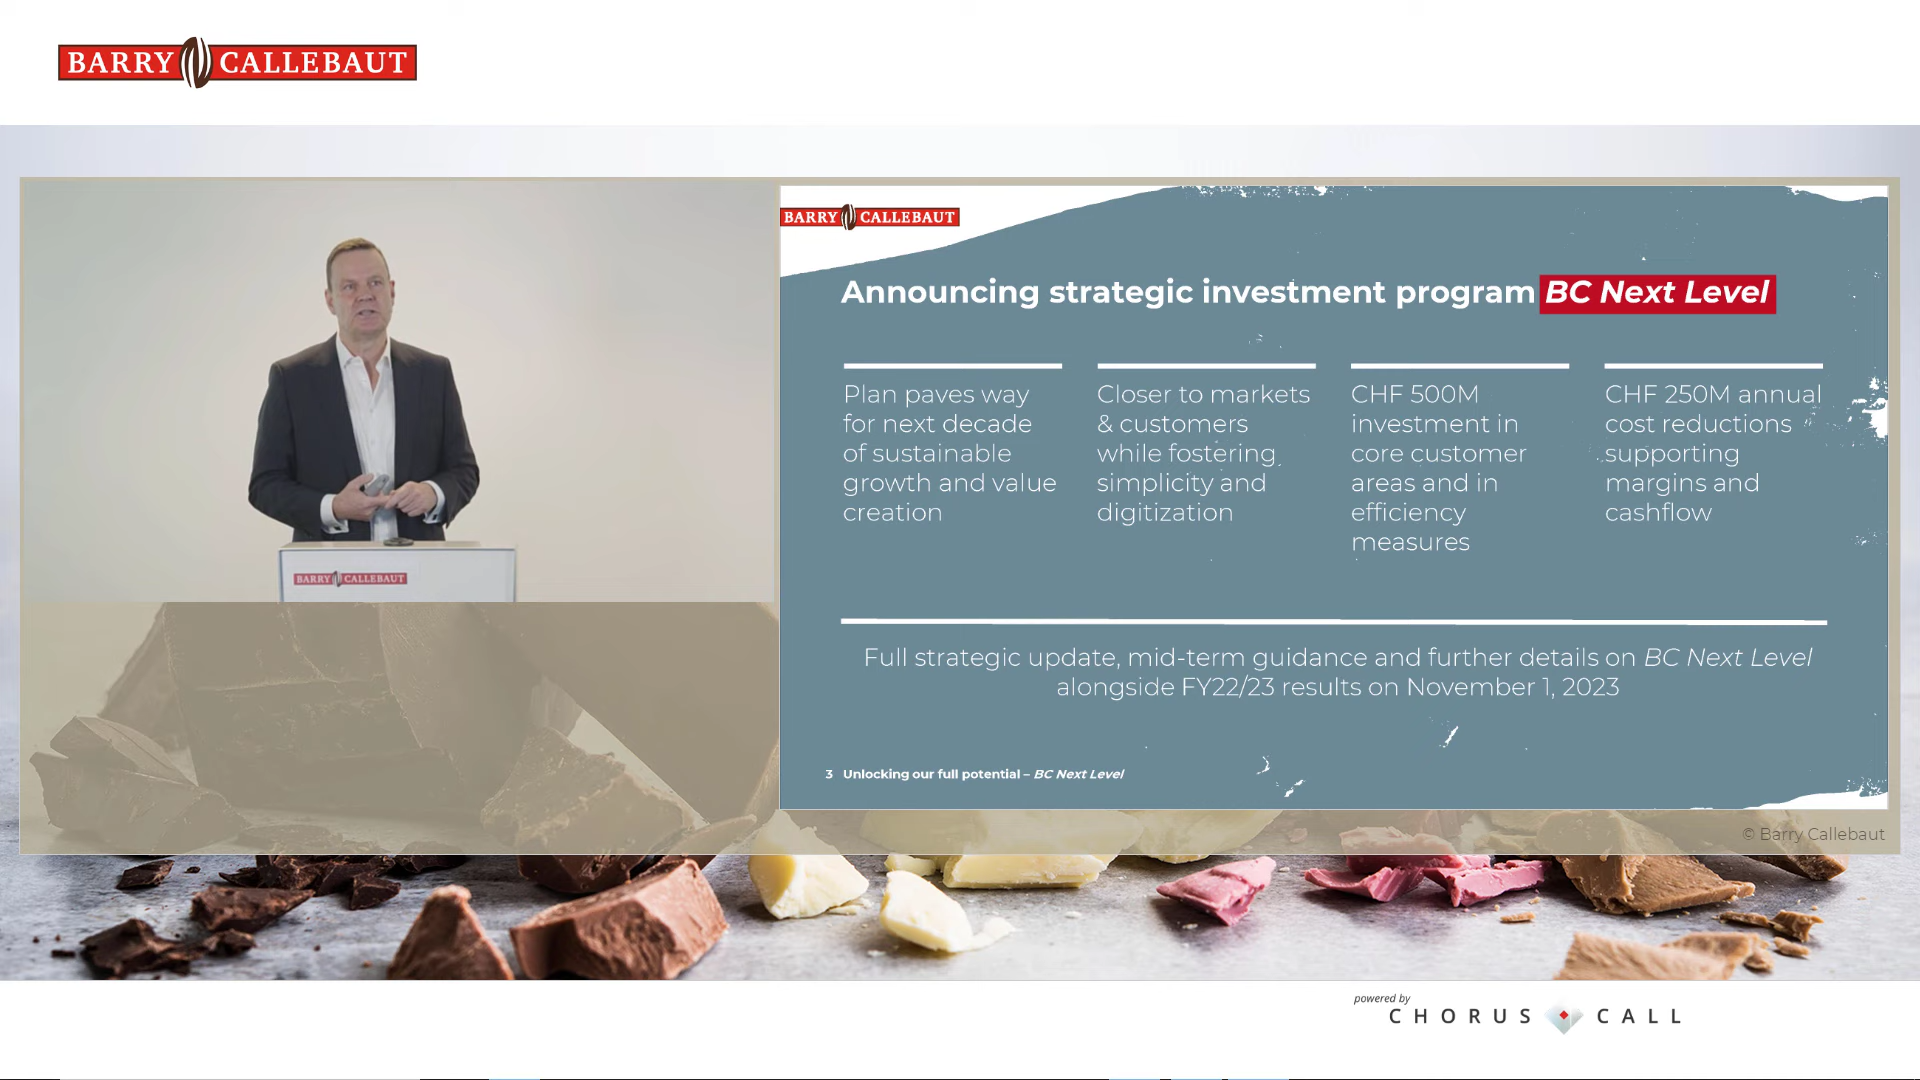 BARRY CALLEBAUT
BARRY CALLEBAUT
Announcing strategic investment program BC Next Level
Plan paves way
for next decade
of sustainable
growth and value
creation
Closer to markets
& customers
while fostering
simplicity and
digitization
CHF 500M
investment in
core customer
areas and in
efficiency
measures
CHF 250M annual
cost reductions
supporting
margins and
cashflow
Full strategic update, mid-term guidance and further details on BC Next Level
alongside FY22/23 results on November 1, 2023
3 Unlocking our full potential – BC Next Level
BARRY CALLEBAUT
© Barry Callebaut
powered by
CHORUS CALL